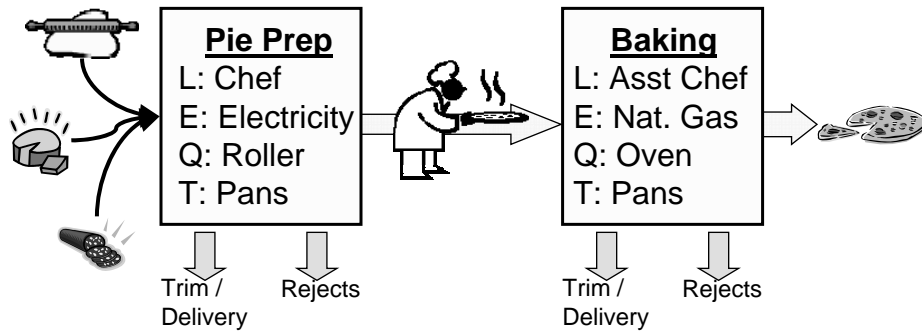 Pie Prep
L: Chef
E: Electricity
Q: Roller
T: Pans
Baking
L: Asst Chef
E: Nat. Gas
Q: Oven
T: Pans
Trim /
Delivery
Rejects
Trim /
Delivery
Rejects